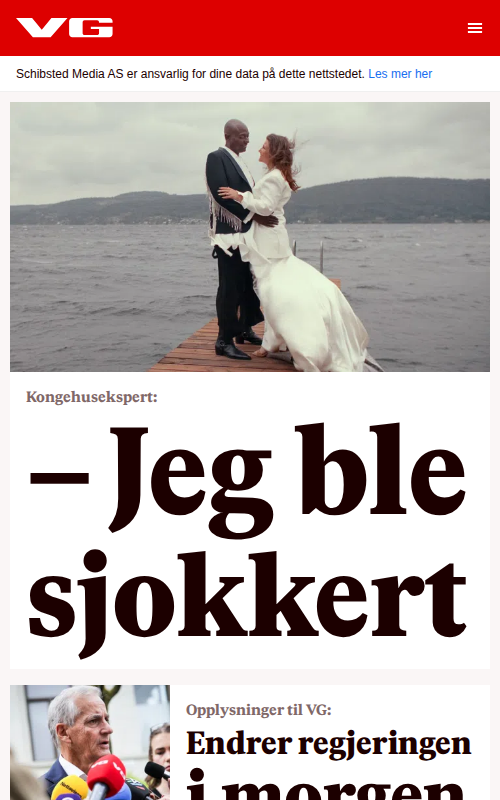 VG
Schibsted Media AS er ansvarlig for dine data på dette nettstedet. Les mer her
Kongehusekspert:
– Jeg ble
sjokkert
Opplysninger til VG:
Endrer regjeringen
i morgen